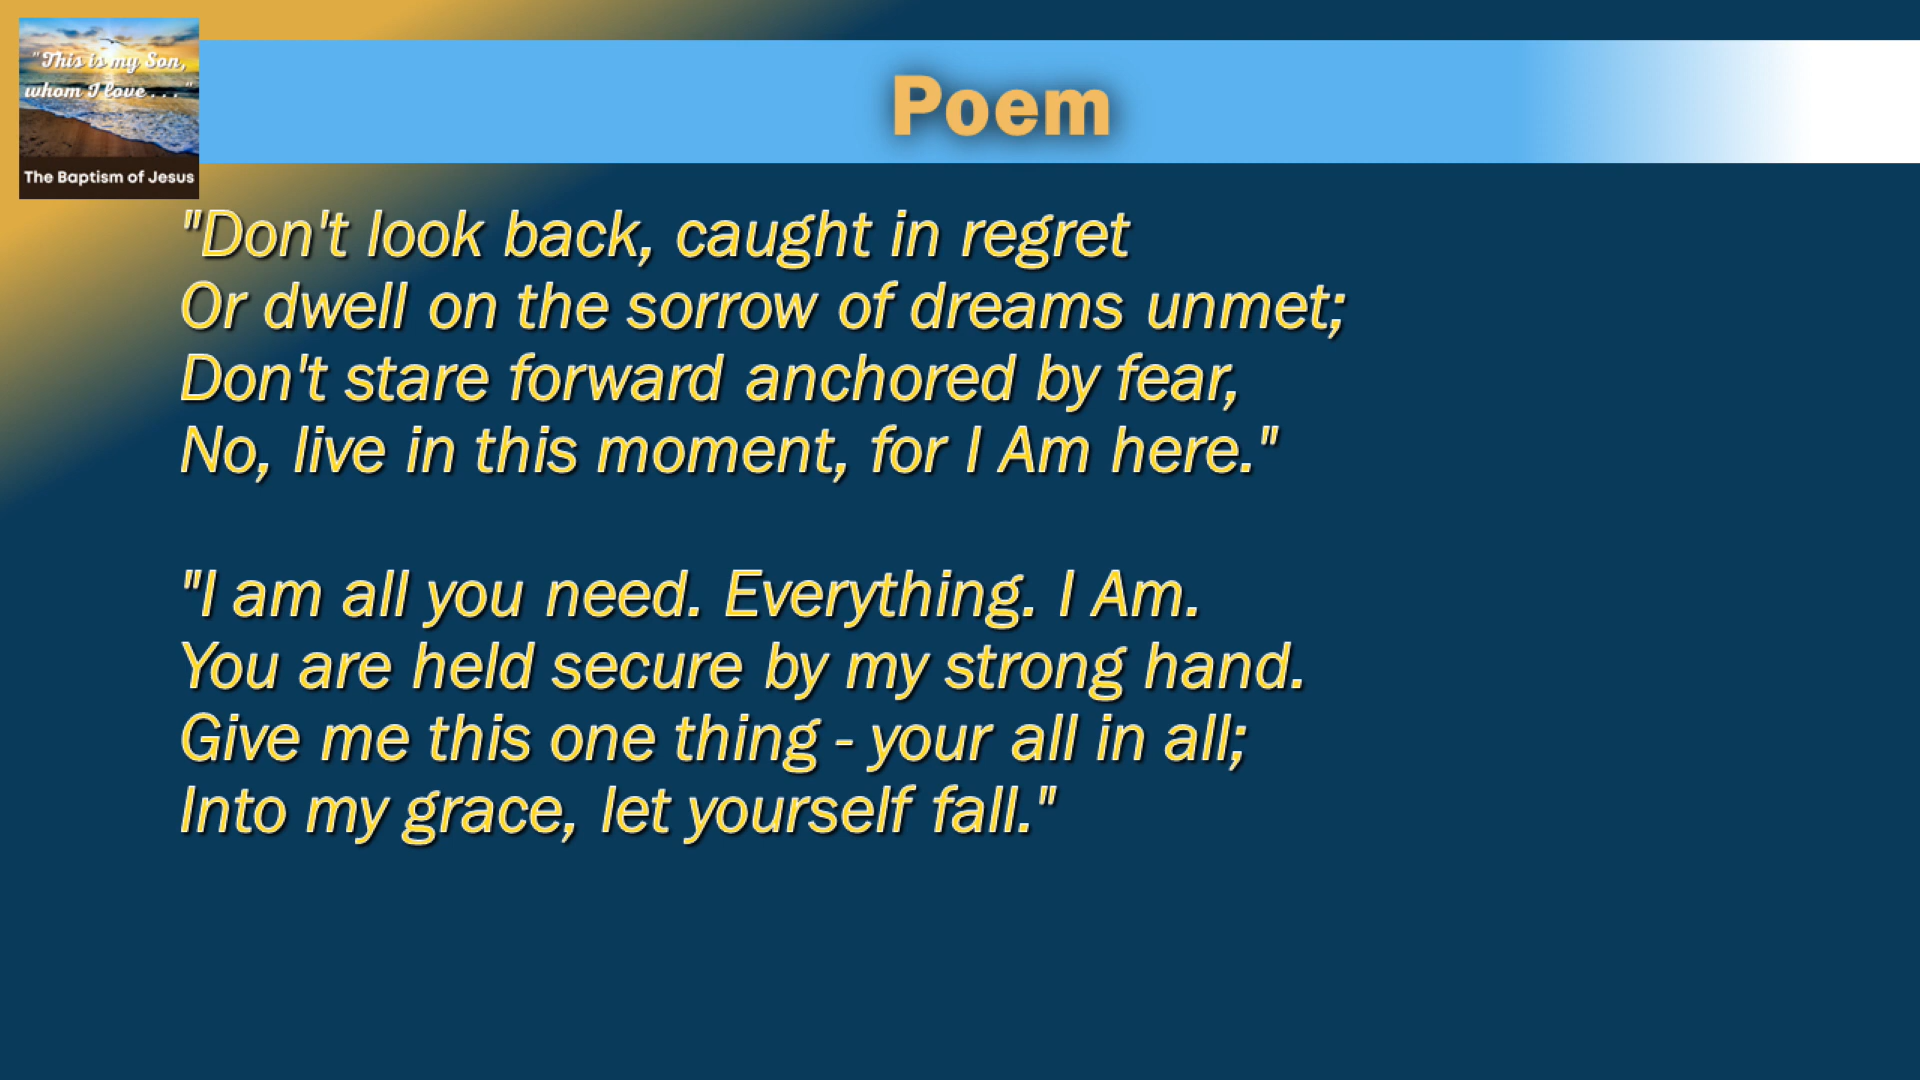 "This is my Son,
whom I love . . . "
The Baptism of Jesus
Poem
"Don't look back, caught in regret
Or dwell on the sorrow of dreams unmet;
Don't stare forward anchored by fear,
No, live in this moment, for I Am here."
"I am all you need. Everything. I Am.
You are held secure by my strong hand.
Give me this one thing - your all in all;
Into my grace, let yourself fall."